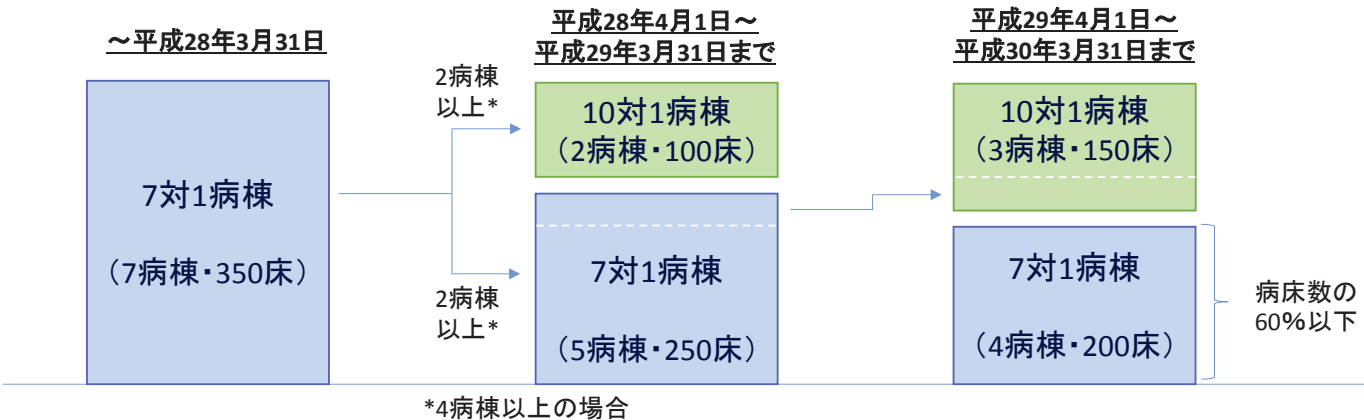 ～平成28年3月31日
7対1病棟
（7病棟・350床）
2病棟
以上*
2病棟
以上*
平成28年4月1日～
平成29年3月31日まで
10対1病棟
（2病棟・100床）
7対1病棟
（5病棟・250床）
平成29年4月1日～
平成30年3月31日まで
10対1病棟
（3病棟・150床）
7対1病棟
（4病棟・200床）
病床数の
60%以下
*4病棟以上の場合